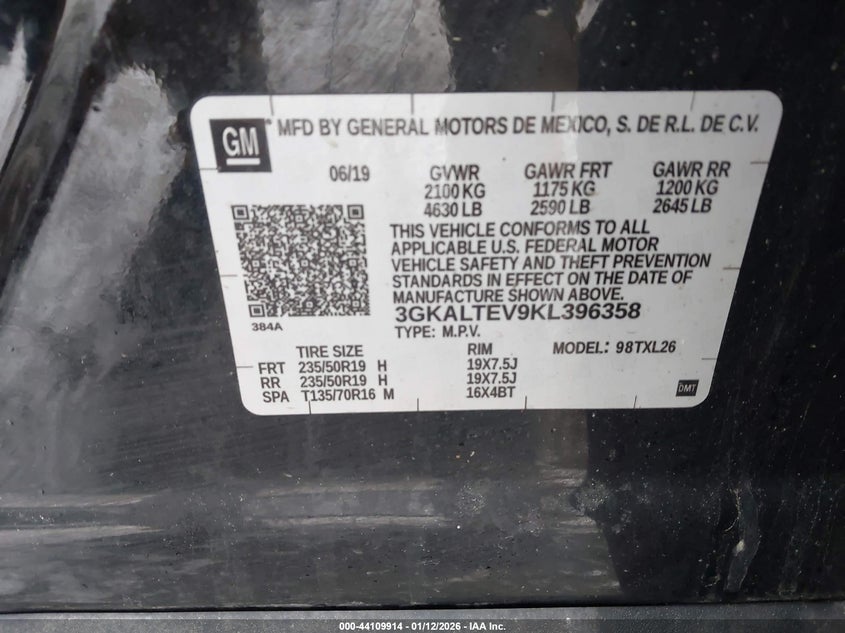 GM MFD BY GENERAL MOTORS DE MEXICO, S. DE R.L. DE C.V.
06/19 GVWR GAWR FRT GAWR RR
2100 KG 1175 KG 1200 KG
4630 LB 2590 LB 2645 LB
THIS VEHICLE CONFORMS TO ALL
APPLICABLE U.S. FEDERAL MOTOR
VEHICLE SAFETY AND THEFT PREVENTION
STANDARDS IN EFFECT ON THE DATE OF
MANUFACTURE SHOWN ABOVE.
3GKALTEV9KL396358
384A
TYPE: M.P.V.
TIRE SIZE RIM MODEL: 98TXL26
FRT 235/50R19 H 19X7.5J
RR 235/50R19 H 19X7.5J
SPA T135/70R16 M 16X4BT
DMT
000-44109914 - 01/12/2026 - IAA Inc.